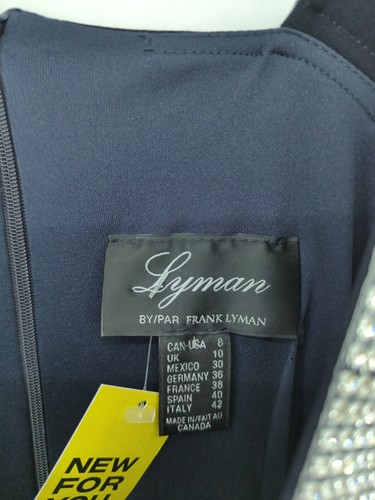 Lyman
BY/PAR FRANK LYMAN
CAN-USA 8
UK 10
MEXICO 30
GERMANY 36
FRANCE 38
SPAIN 40
ITALY 42
MADE IN/FAIT AU
CANADA
NEW
FOR
YOU